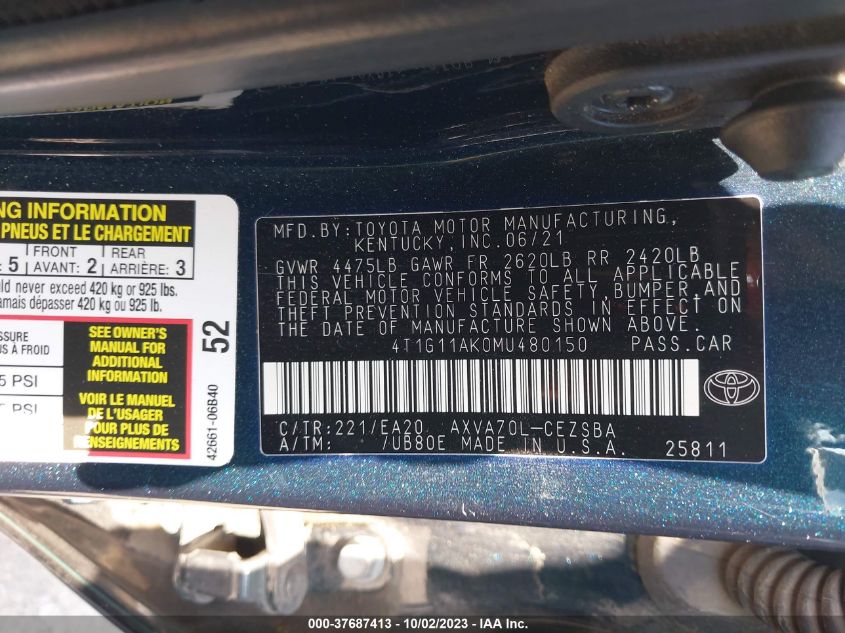 NG INFORMATION
PNEUS ET LE CHARGEMENT
5 FRONT AVANT: 2 REAR ARRIÈRE: 3
uld never exceed 420 kg or 925 lbs.
amais dépasser 420 kg ou 925 lb.
SSURE
S À FROID
5 PSI
PSI
SEE OWNER'S
MANUAL FOR
ADDITIONAL
INFORMATION
VOIR LE MANUEL
DE L'USAGER
POUR PLUS DE
RENSEIGNEMENTS
52
42661-06B40
MFD.BY:TOYOTA MOTOR MANUFACTURING,
KENTUCKY,INC.06/21
GVWR 4475LB GAWR FR 2620LB RR 2420LB
THIS VEHICLE CONFORMS TO ALL APPLICABLE
FEDERAL MOTOR VEHICLE SAFETY,BUMPER,AND
THEFT PREVENTION STANDARDS IN EFFECT ON
THE DATE OF MANUFACTURE SHOWN ABOVE.
4T1G11AK0MU480150 PASS.CAR
C/TR:221/EA20 AXVA70L-CEZSBA
A/TM: /UB80E MADE IN U.S.A. 25811
000-37687413 - 10/02/2023 - IAA Inc.